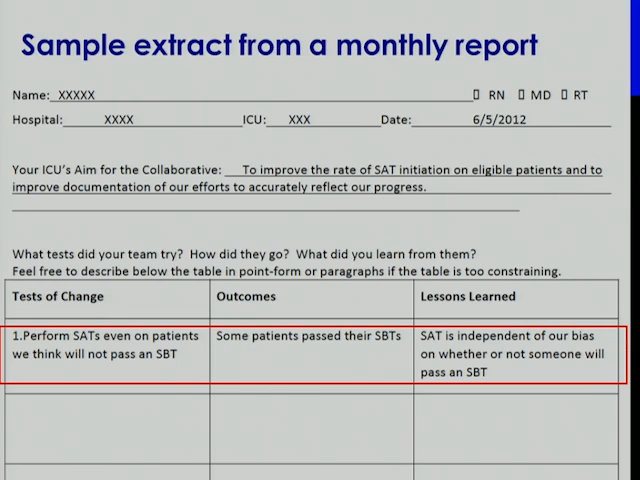 Sample extract from a monthly report
Name: XXXXX RN MD RT
Hospital: XXXX ICU: XXX Date: 6/5/2012
Your ICU's Aim for the Collaborative: To improve the rate of SAT initiation on eligible patients and to
improve documentation of our efforts to accurately reflect our progress.
What tests did your team try? How did they go? What did you learn from them?
Feel free to describe below the table in point-form or paragraphs if the table is too constraining.
Tests of Change Outcomes Lessons Learned
1.Perform SATs even on patients Some patients passed their SBTs SAT is independent of our bias
we think will not pass an SBT on whether or not someone will
pass an SBT